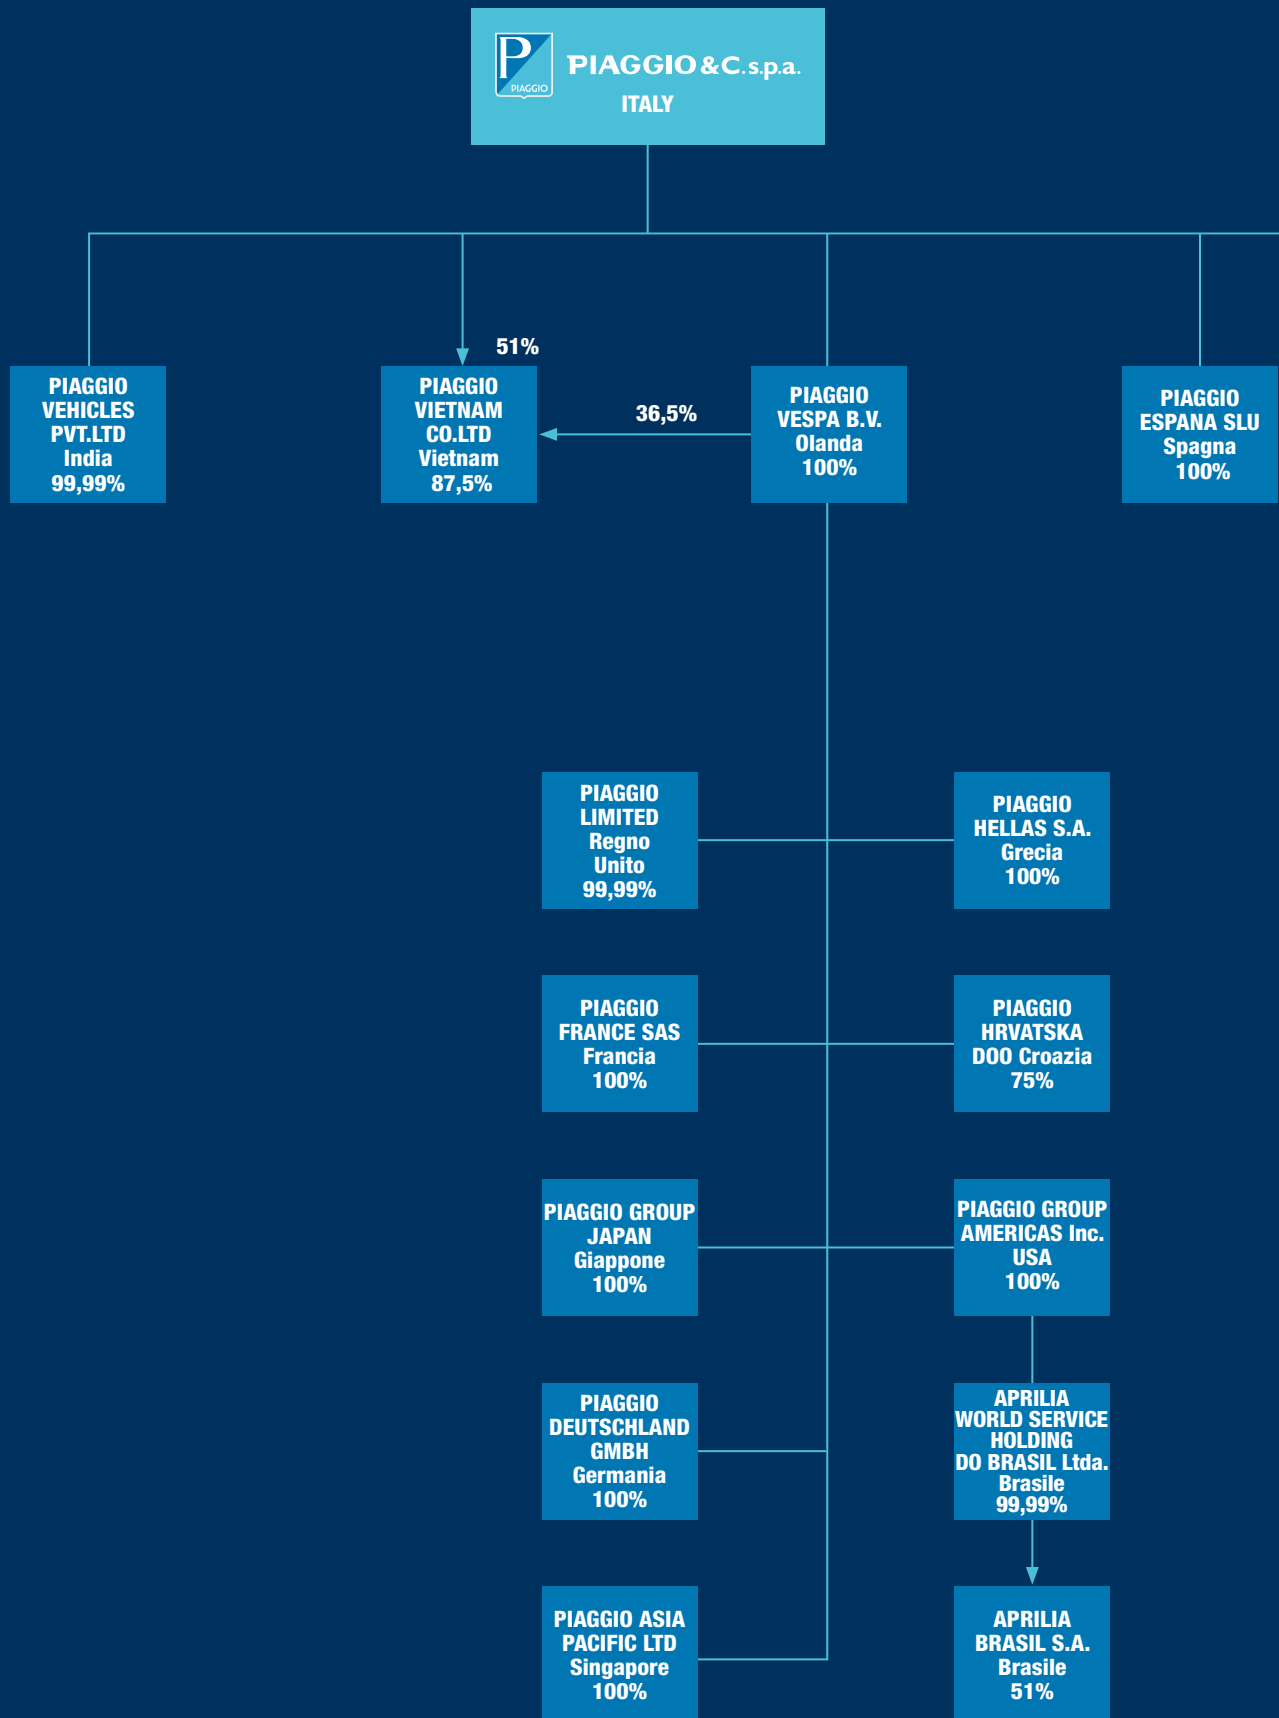 P
PIAGGIO
PIAGGIO & C. s.p.a.
ITALY
51%
PIAGGIO
VEHICLES
PVT.LTD
India
99,99%
PIAGGIO
VIETNAM
CO.LTD
Vietnam
87,5%
36,5%
PIAGGIO
VESPA B.V.
Olanda
100%
PIAGGIO
ESPANA SLU
Spagna
100%
PIAGGIO
LIMITED
Regno
Unito
99,99%
PIAGGIO
HELLAS S.A.
Grecia
100%
PIAGGIO
FRANCE SAS
Francia
100%
PIAGGIO
HRVATSKA
DOO Croazia
75%
PIAGGIO GROUP
JAPAN
Giappone
100%
PIAGGIO GROUP
AMERICAS Inc.
USA
100%
PIAGGIO
DEUTSCHLAND
GMBH
Germania
100%
APRILIA
WORLD SERVICE
HOLDING
DO BRASIL Ltda.
Brasile
99,99%
PIAGGIO ASIA
PACIFIC LTD
Singapore
100%
APRILIA
BRASIL S.A.
Brasile
51%